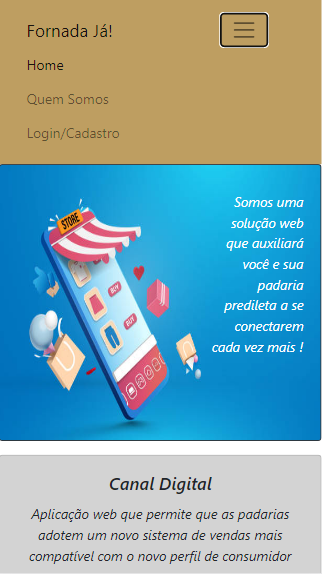 Fornada Já!
Home
Quem Somos
Login/Cadastro
STORE
BUY
BUY
Somos uma
solução web
que auxiliará
você e sua
padaria
predileta a se
conectarem
cada vez mais !
Canal Digital
Aplicação web que permite que as padarias
adotem um novo sistema de vendas mais
compatível com o novo perfil de consumidor